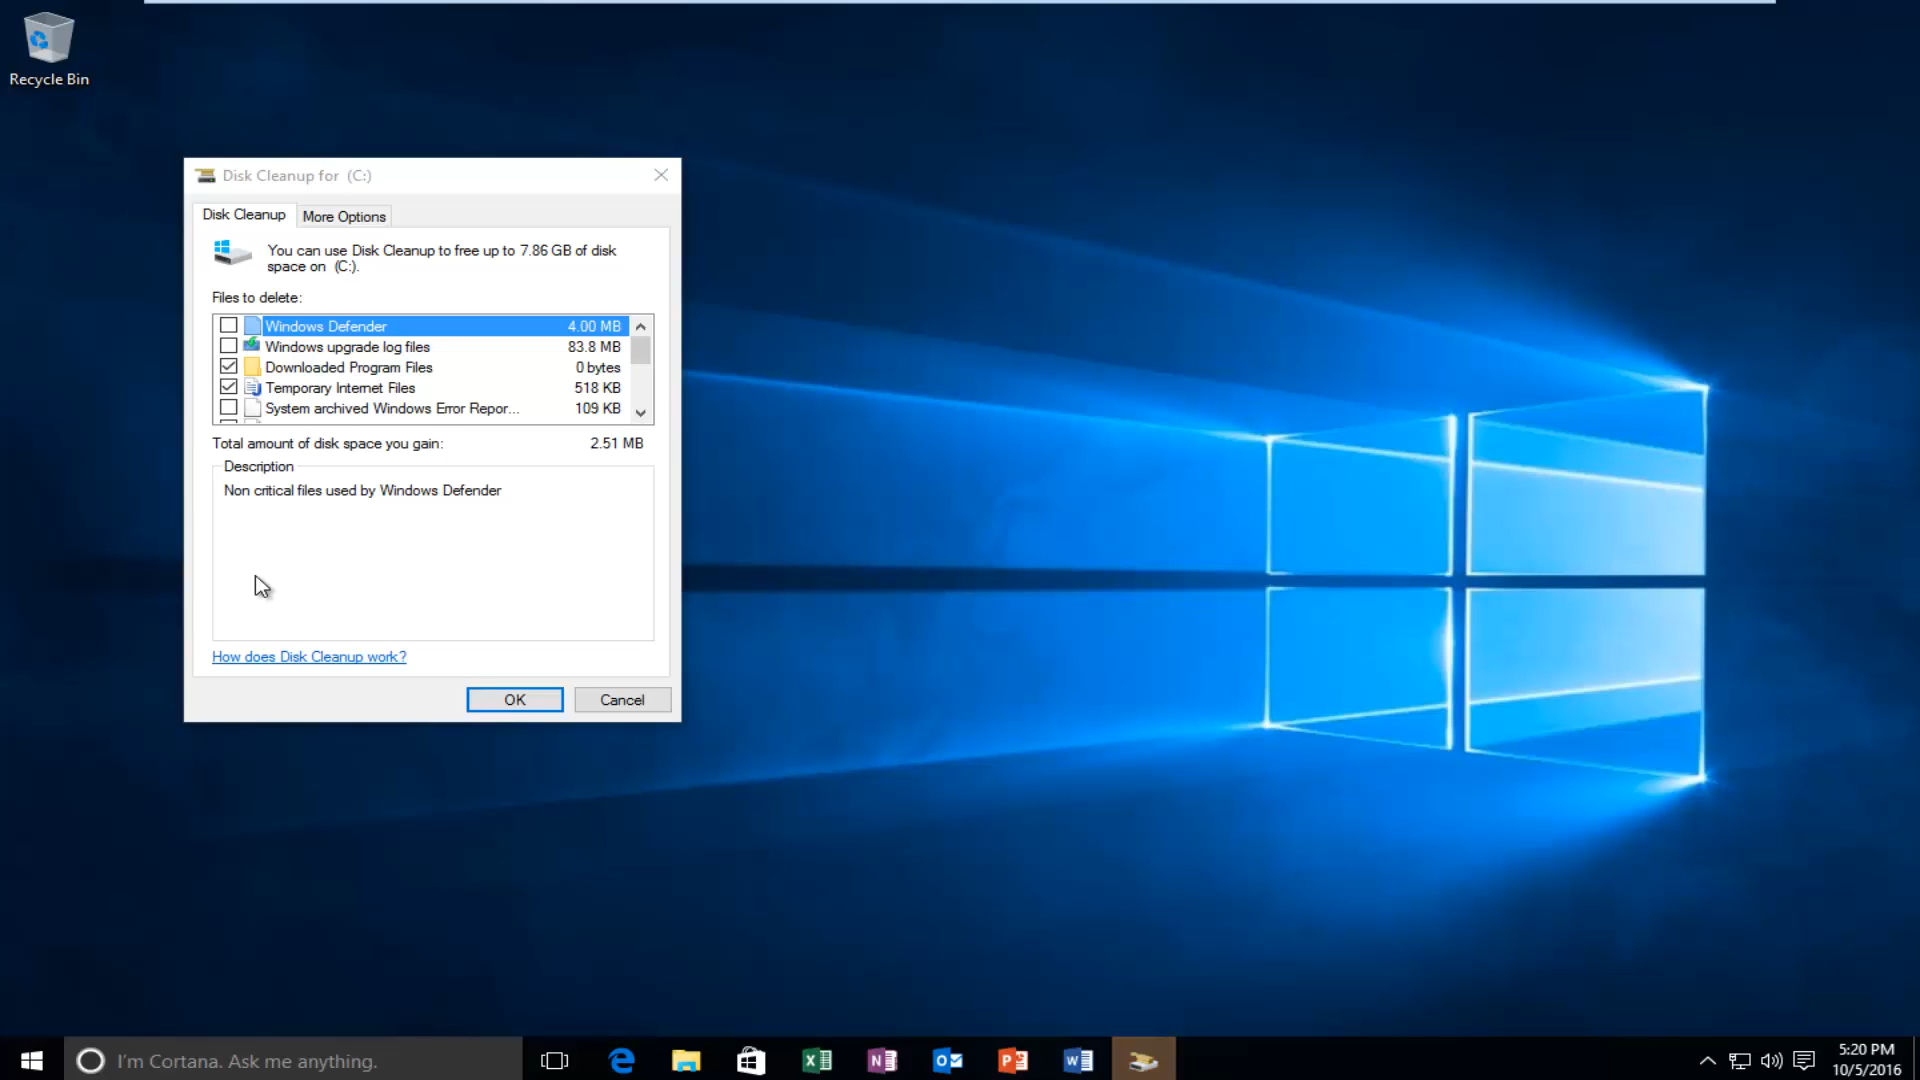 Recycle Bin
Disk Cleanup for (C:)
Disk Cleanup
More Options
You can use Disk Cleanup to free up to 7.86 GB of disk
space on (C:).
Files to delete:
Windows Defender 4.00 MB
Windows upgrade log files 83.8 MB
Downloaded Program Files 0 bytes
Temporary Internet Files 518 KB
System archived Windows Error Repor... 109 KB
Total amount of disk space you gain: 2.51 MB
Description
Non critical files used by Windows Defender
How does Disk Cleanup work?
OK
Cancel
I'm Cortana. Ask me anything.
5:20 PM
10/5/2016